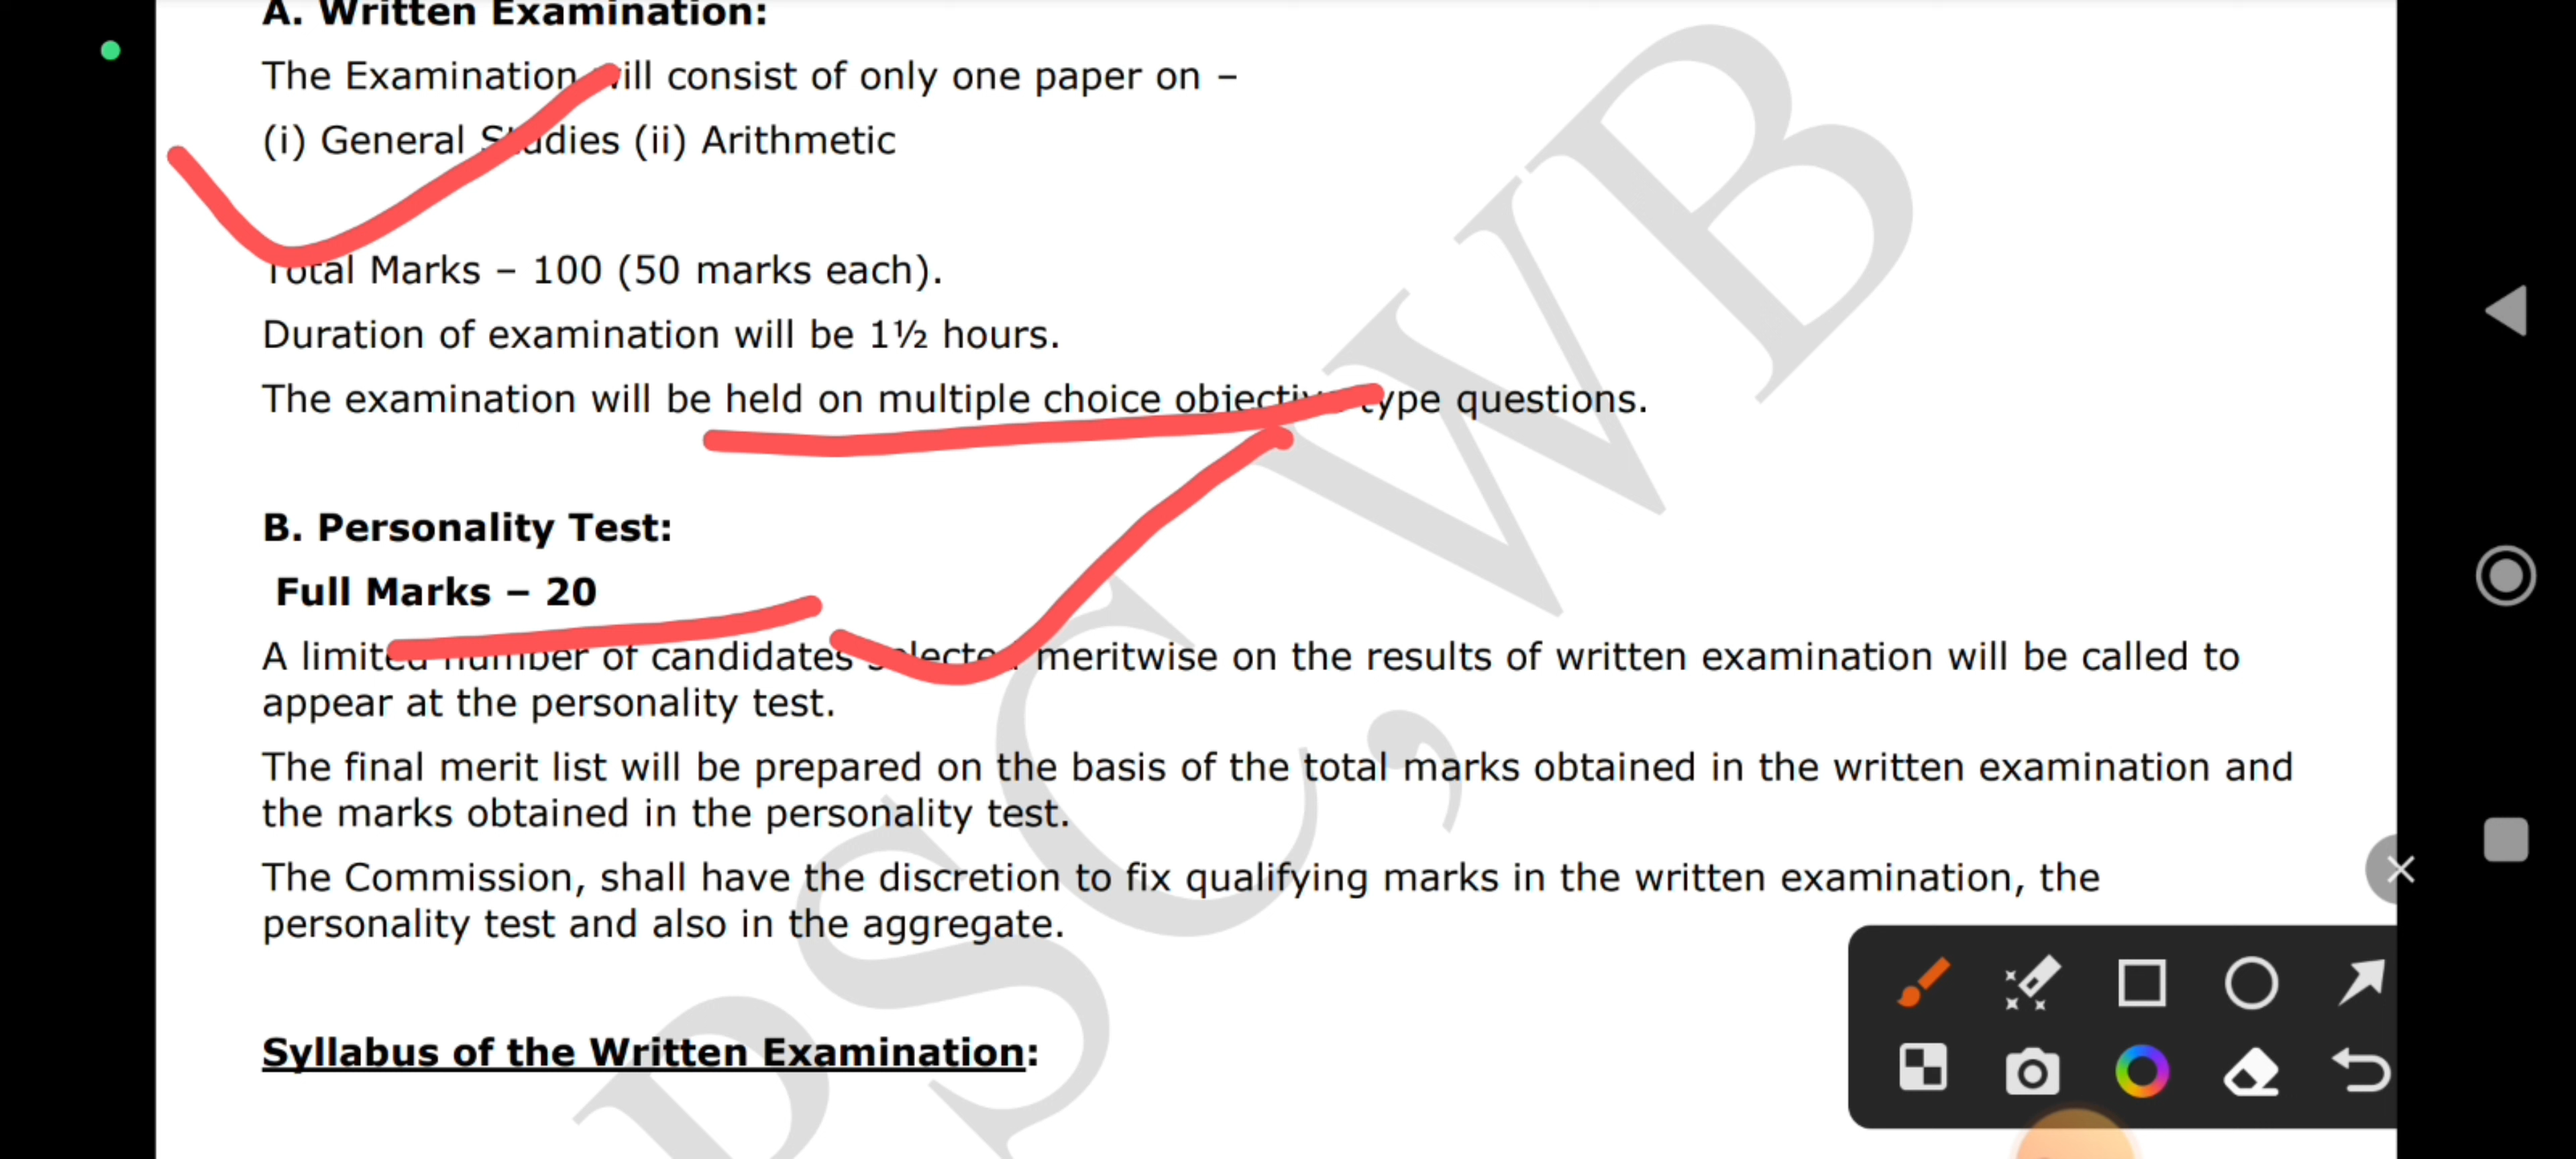 A. Written Examination:
The Examination will consist of only one paper on –
(i) General Studies (ii) Arithmetic
Total Marks – 100 (50 marks each).
Duration of examination will be 1½ hours.
The examination will be held on multiple choice objective type questions.
B. Personality Test:
Full Marks – 20
A limited number of candidates selected meritwise on the results of written examination will be called to
appear at the personality test.
The final merit list will be prepared on the basis of the total marks obtained in the written examination and
the marks obtained in the personality test.
The Commission, shall have the discretion to fix qualifying marks in the written examination, the
personality test and also in the aggregate.
Syllabus of the Written Examination:
PSC, WB